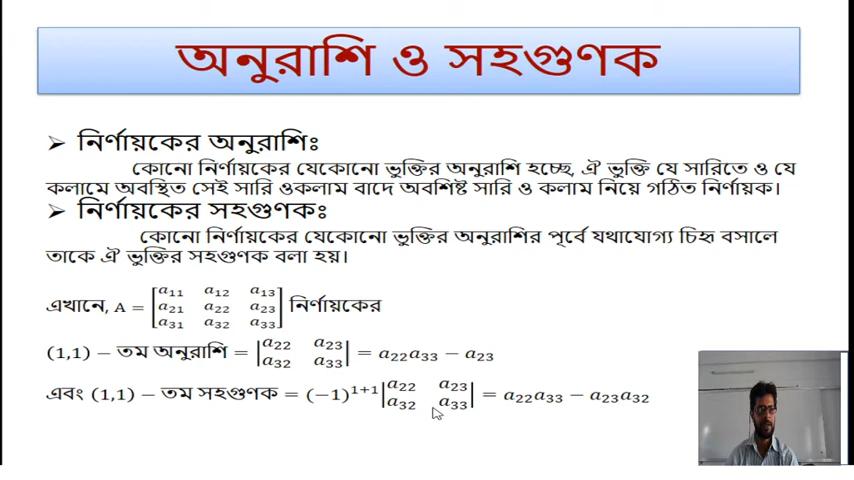 অনুরাশি ও সহগুণক
➢ নির্ণায়কের অনুরাশিঃ
কোনো নির্ণায়কের যেকোনো ভুক্তির অনুরাশি হচ্ছে, ঐ ভুক্তি যে সারিতে ও যে
কলামে অবস্থিত সেই সারি ওকলাম বাদে অবশিষ্ট সারি ও কলাম নিয়ে গঠিত নির্ণায়ক।
➢ নির্ণায়কের সহগুণকঃ
কোনো নির্ণায়কের যেকোনো ভুক্তির অনুরাশির পূর্বে যথাযোগ্য চিহ্ন বসালে
তাকে ঐ ভুক্তির সহগুণক বলা হয়।
এখানে, A = [a₁₁ a₁₂ a₁₃; a₂₁ a₂₂ a₂₃; a₃₁ a₃₂ a₃₃] নির্ণায়কের
(1,1) − তম অনুরাশি = |a₂₂ a₂₃; a₃₂ a₃₃| = a₂₂a₃₃ − a₂₃
এবং (1,1) − তম সহগুণক = (−1)¹⁺¹ |a₂₂ a₂₃; a₃₂ a₃₃| = a₂₂a₃₃ − a₂₃a₃₂